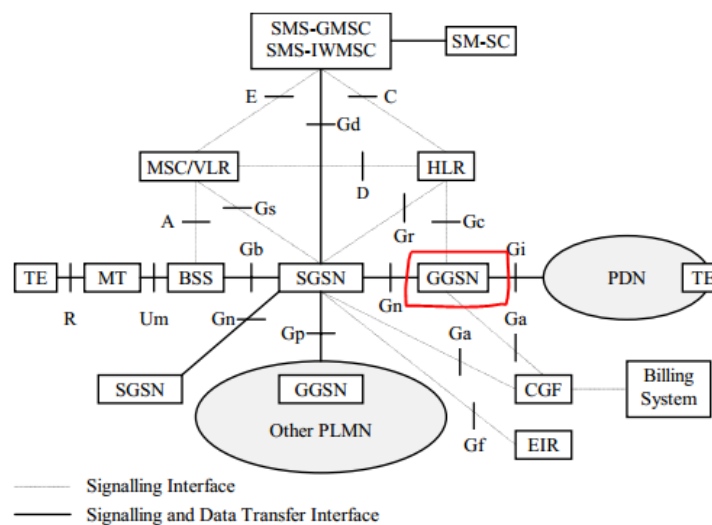 SMS-GMSC
SMS-IWMSC
SM-SC
E
C
Gd
MSC/VLR
HLR
D
A
Gs
Gr
Gc
Gb
Gi
TE
MT
BSS
SGSN
GGSN
PDN
TE
R
Um
Gn
Gn
Gp
Ga
Ga
SGSN
GGSN
CGF
Billing
System
Other PLMN
Gf
EIR
Signalling Interface
Signalling and Data Transfer Interface